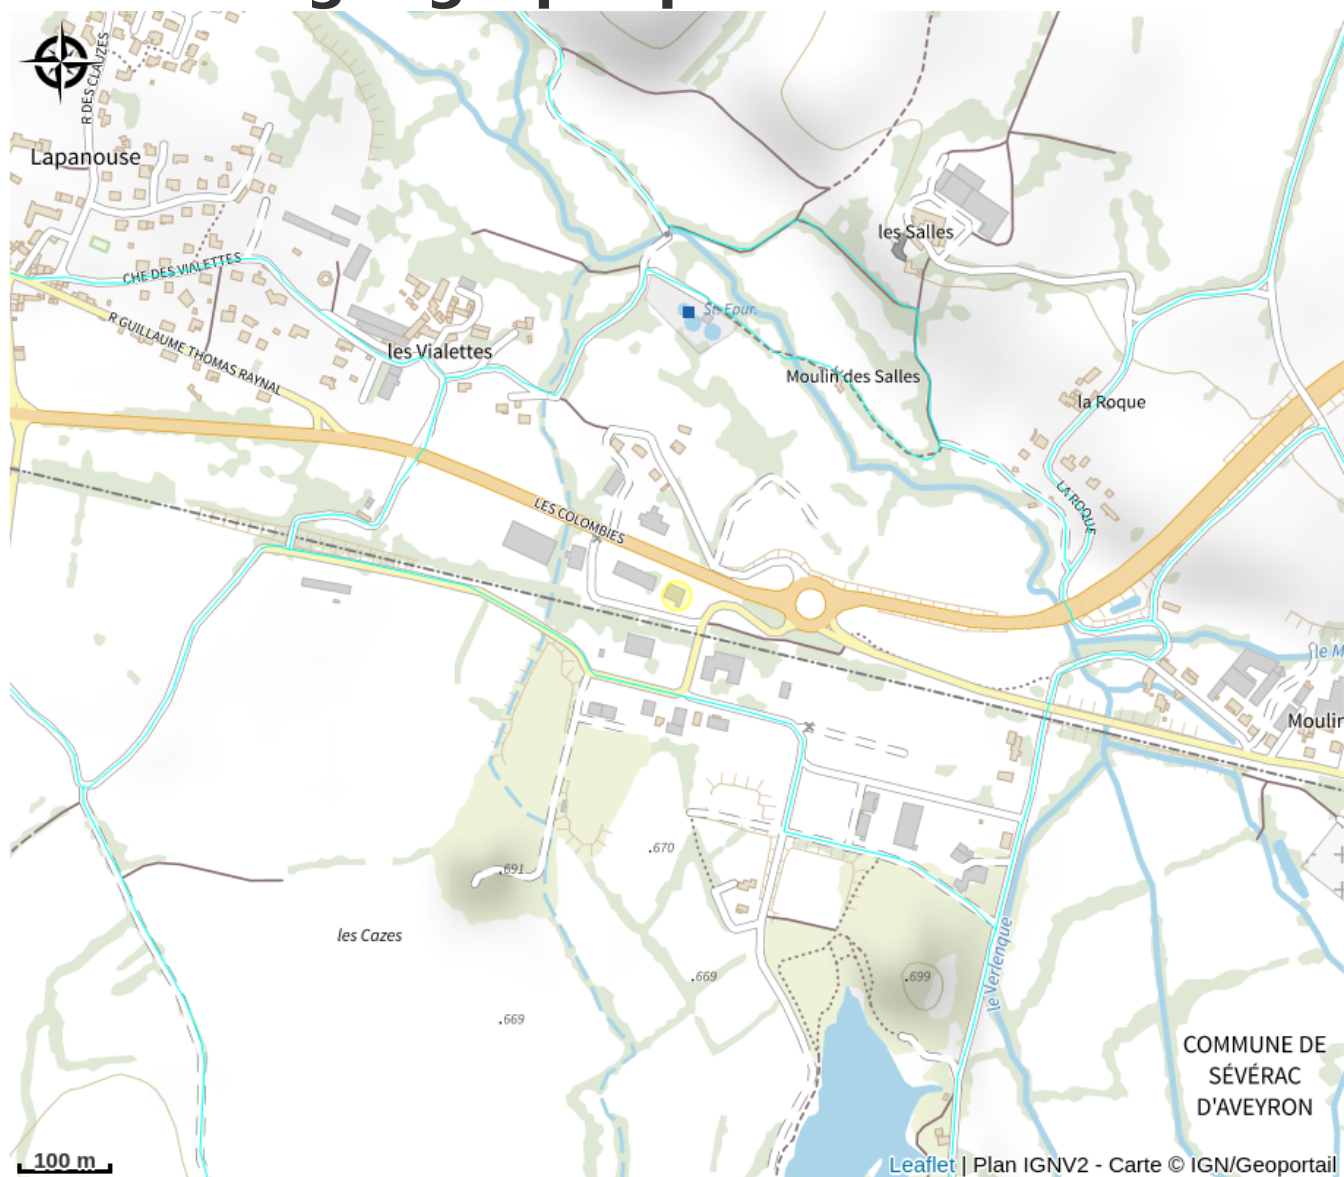 R DES CLAUZES
Lapanouse
les Salles
CHE DES VIALETTES
St. Epur.
R GUILLAUME THOMAS RAYNAL
les Vialettes
Moulin des Salles
la Roque
LA ROQUE
LES COLOMBIES
le M
Moulin
.670
.691
les Cazes
.669
.699
le Verlenque
.669
COMMUNE DE
SÉVÉRAC
D'AVEYRON
100 m
Leaflet | Plan IGNV2 - Carte © IGN/Geoportail